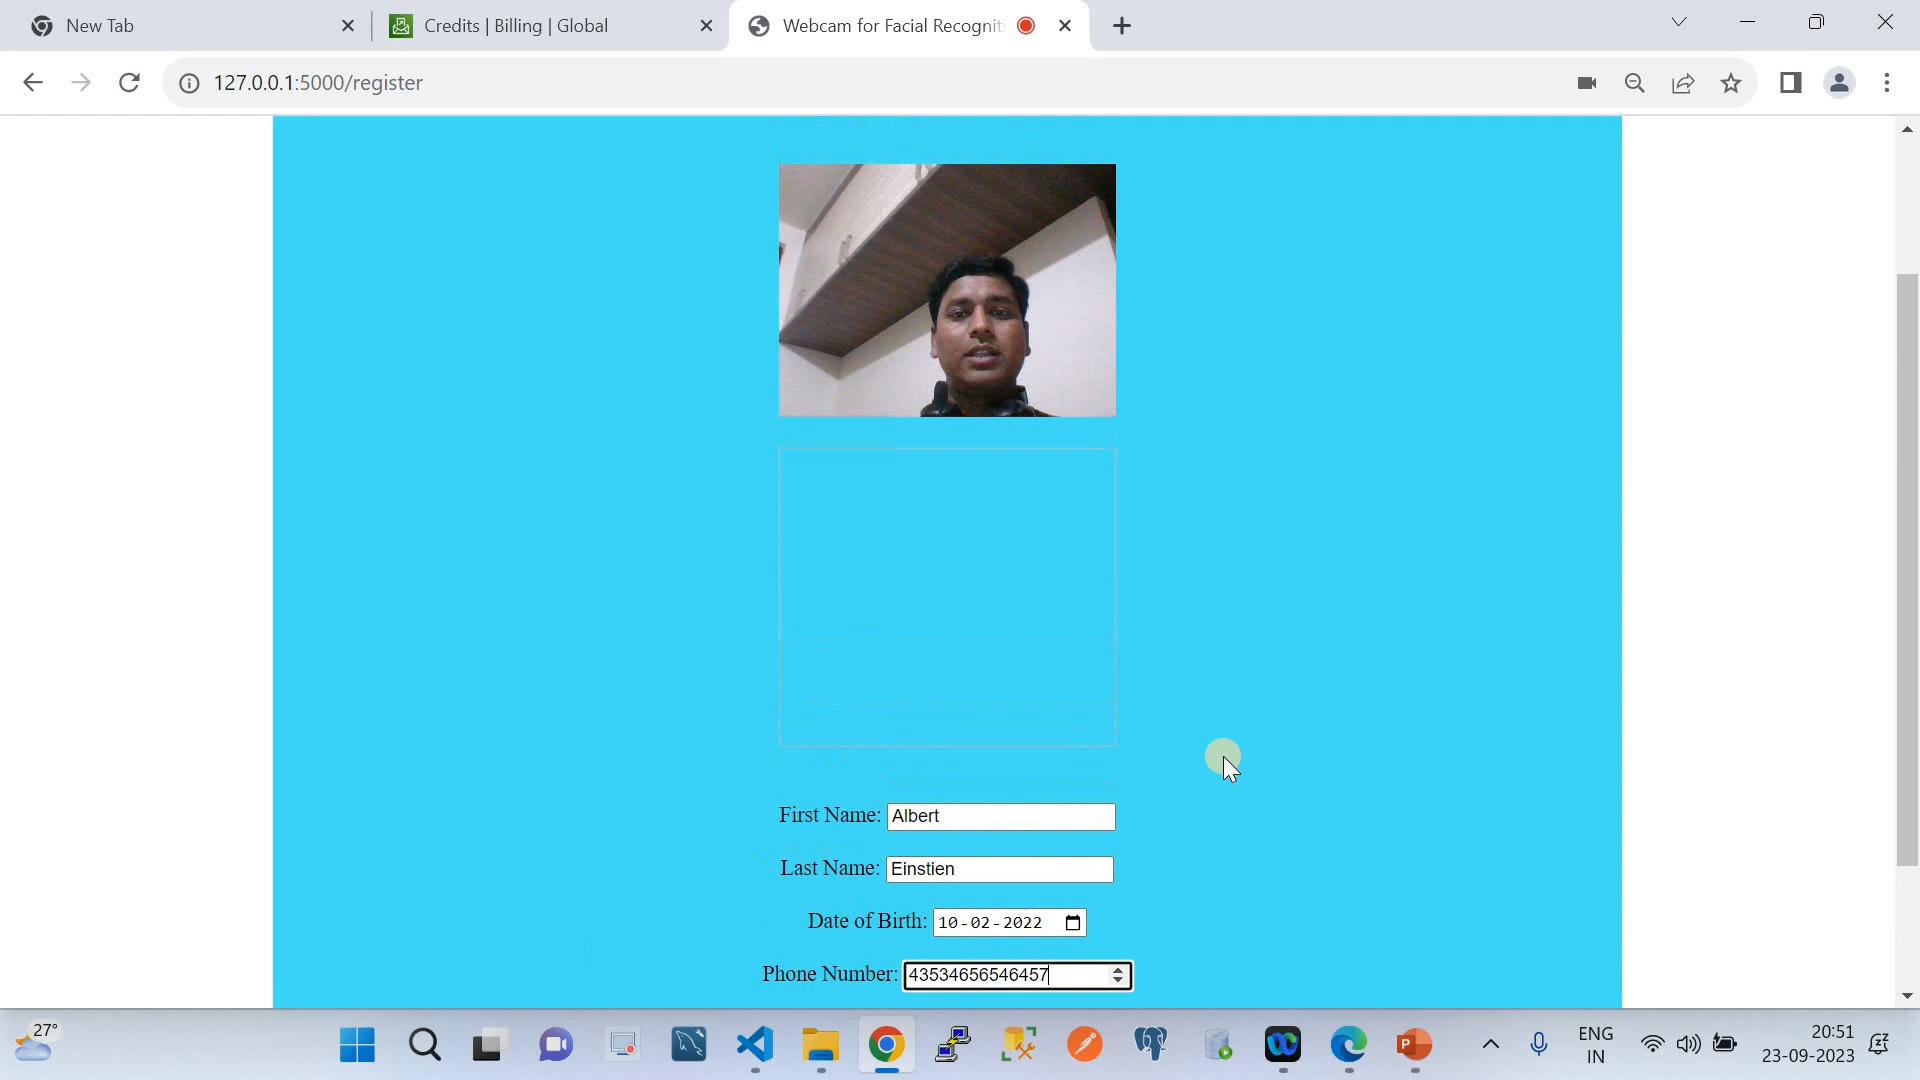 New Tab
Credits | Billing | Global
Webcam for Facial Recogniti
127.0.0.1:5000/register
First Name: Albert
Last Name: Einstien
Date of Birth: 10-02-2022
Phone Number: 43534656546457
27°
P
ENG
IN
20:51
23-09-2023